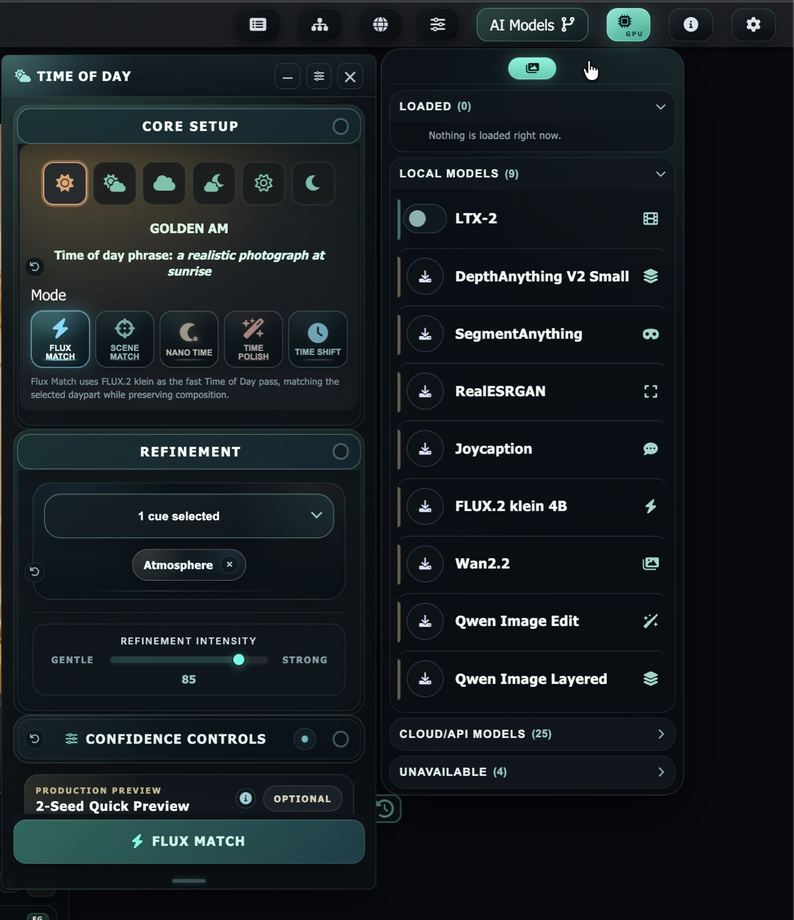 AI Models
GPU
TIME OF DAY
CORE SETUP
GOLDEN AM
Time of day phrase: a realistic photograph at
sunrise
Mode
FLUX
MATCH
SCENE
MATCH
NANO TIME
TIME
POLISH
TIME SHIFT
Flux Match uses FLUX.2 klein as the fast Time of Day pass, matching the
selected daypart while preserving composition.
REFINEMENT
1 cue selected
Atmosphere
REFINEMENT INTENSITY
GENTLE
STRONG
85
CONFIDENCE CONTROLS
PRODUCTION PREVIEW
2-Seed Quick Preview
OPTIONAL
FLUX MATCH
LOADED (0)
Nothing is loaded right now.
LOCAL MODELS (9)
LTX-2
DepthAnything V2 Small
SegmentAnything
RealESRGAN
Joycaption
FLUX.2 klein 4B
Wan2.2
Qwen Image Edit
Qwen Image Layered
CLOUD/API MODELS (25)
UNAVAILABLE (4)